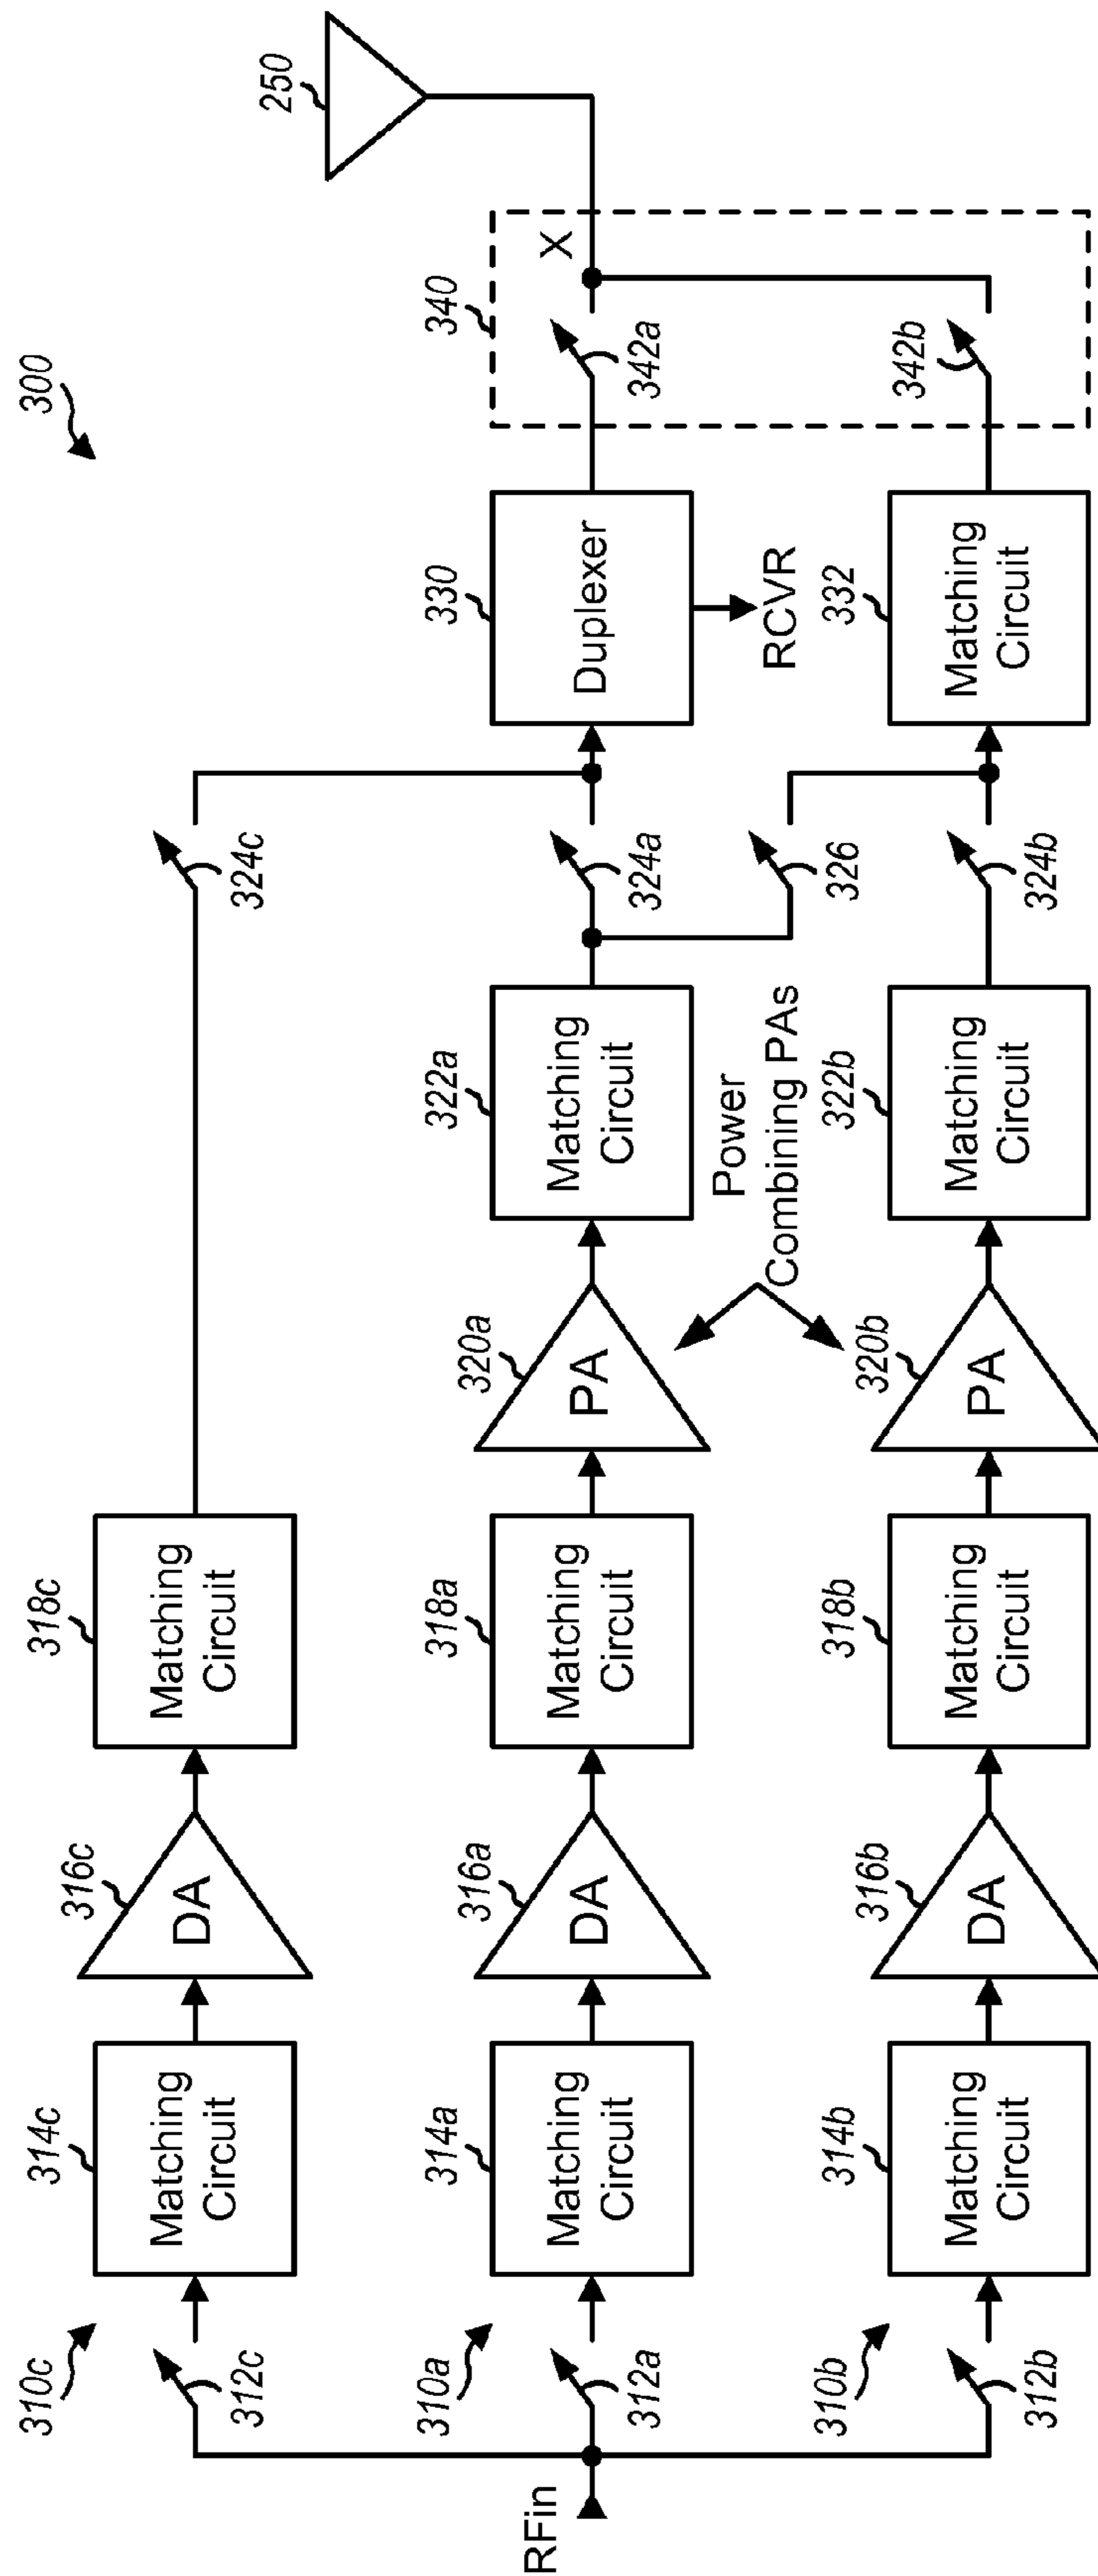 300
310c
312c
314c
Matching
Circuit
316c
DA
318c
Matching
Circuit
324c
250
RFin
310a
312a
314a
Matching
Circuit
316a
DA
318a
Matching
Circuit
320a
PA
322a
Matching
Circuit
324a
326
330
Duplexer
RCVR
340
342a
X
Power
Combining PAs
310b
312b
314b
Matching
Circuit
316b
DA
318b
Matching
Circuit
320b
PA
322b
Matching
Circuit
324b
332
Matching
Circuit
342b